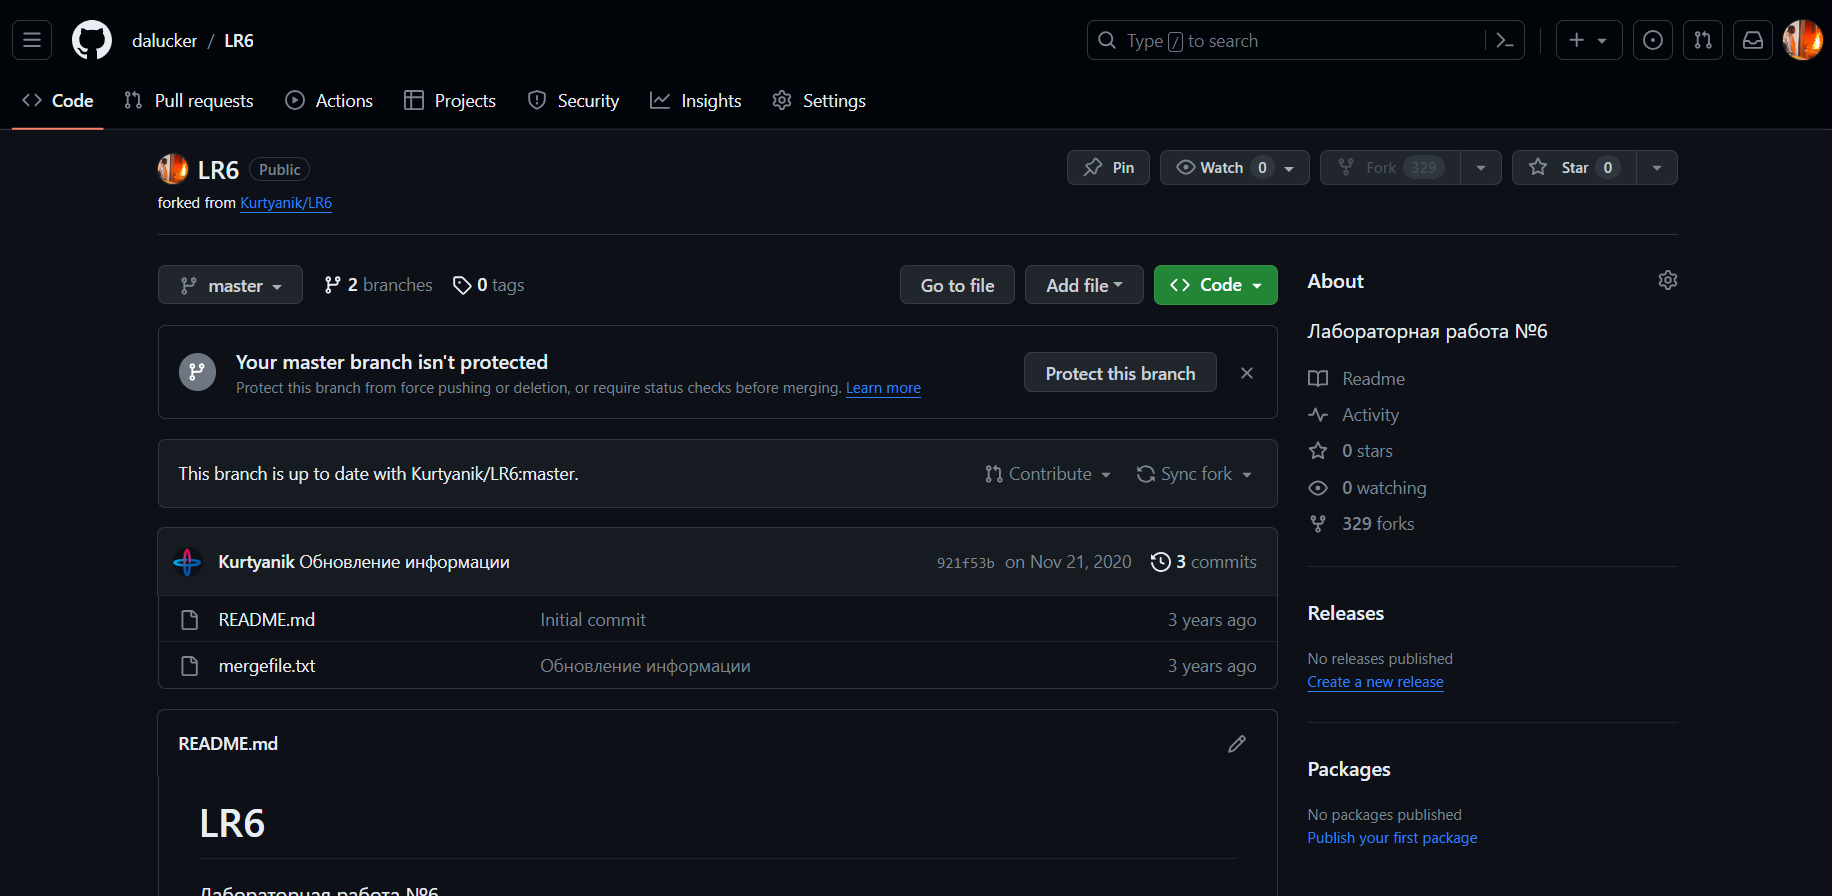 dalucker / LR6
Type / to search
Code Pull requests Actions Projects Security Insights Settings
LR6 Public
Pin Watch 0 Fork 329 Star 0
forked from Kurtyanik/LR6
master 2 branches 0 tags Go to file Add file Code
Your master branch isn't protected
Protect this branch from force pushing or deletion, or require status checks before merging. Learn more
Protect this branch
This branch is up to date with Kurtyanik/LR6:master. Contribute Sync fork
Kurtyanik Обновление информации 921f53b on Nov 21, 2020 3 commits
README.md Initial commit 3 years ago
mergefile.txt Обновление информации 3 years ago
README.md
LR6
Лабораторная работа №6
About
Лабораторная работа №6
Readme
Activity
0 stars
0 watching
329 forks
Releases
No releases published
Create a new release
Packages
No packages published
Publish your first package